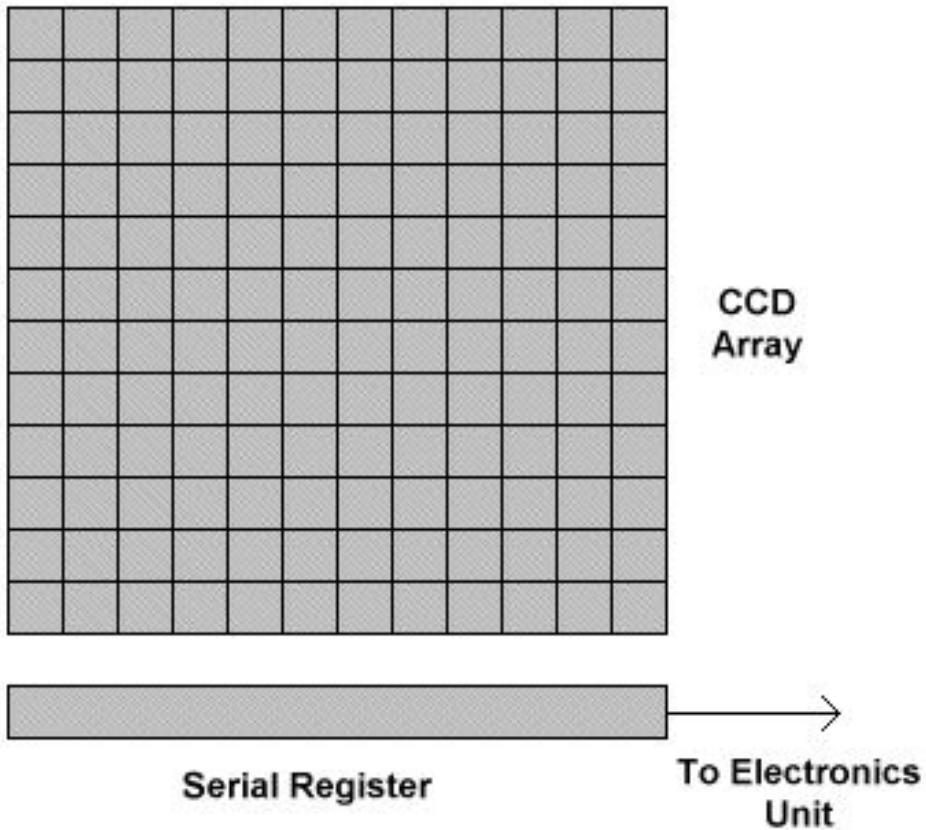 CCD
Array
Serial Register
To Electronics
Unit